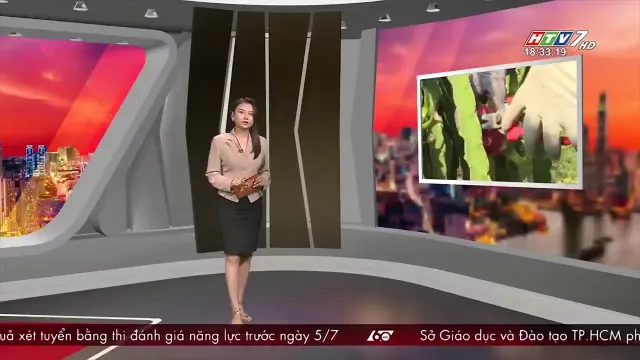 HTV7 HD
18:33:19
uả xét tuyển bằng thi đánh giá năng lực trước ngày 5/7 60 Sở Giáo dục và Đào tạo TP.HCM ph